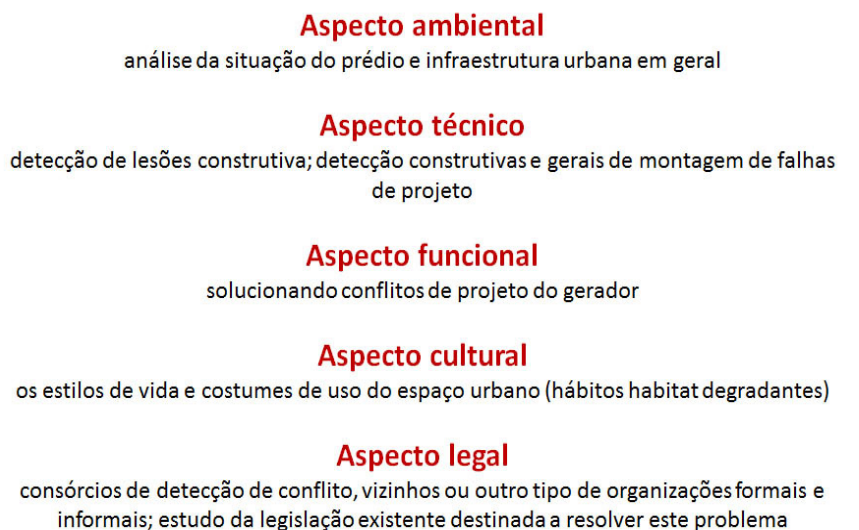 Aspecto ambiental
análise da situação do prédio e infraestrutura urbana em geral
Aspecto técnico
detecção de lesões construtiva; detecção construtivas e gerais de montagem de falhas
de projeto
Aspecto funcional
solucionando conflitos de projeto do gerador
Aspecto cultural
os estilos de vida e costumes de uso do espaço urbano (hábitos habitat degradantes)
Aspecto legal
consórcios de detecção de conflito, vizinhos ou outro tipo de organizações formais e
informais; estudo da legislação existente destinada a resolver este problema